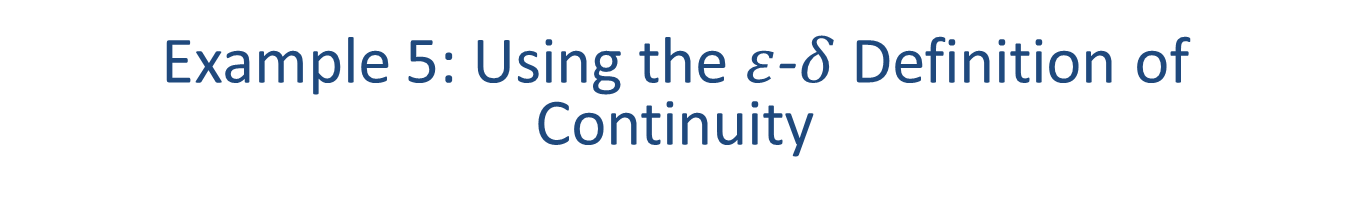 Example 5: Using the 𝜀-𝛿 Definition of
Continuity